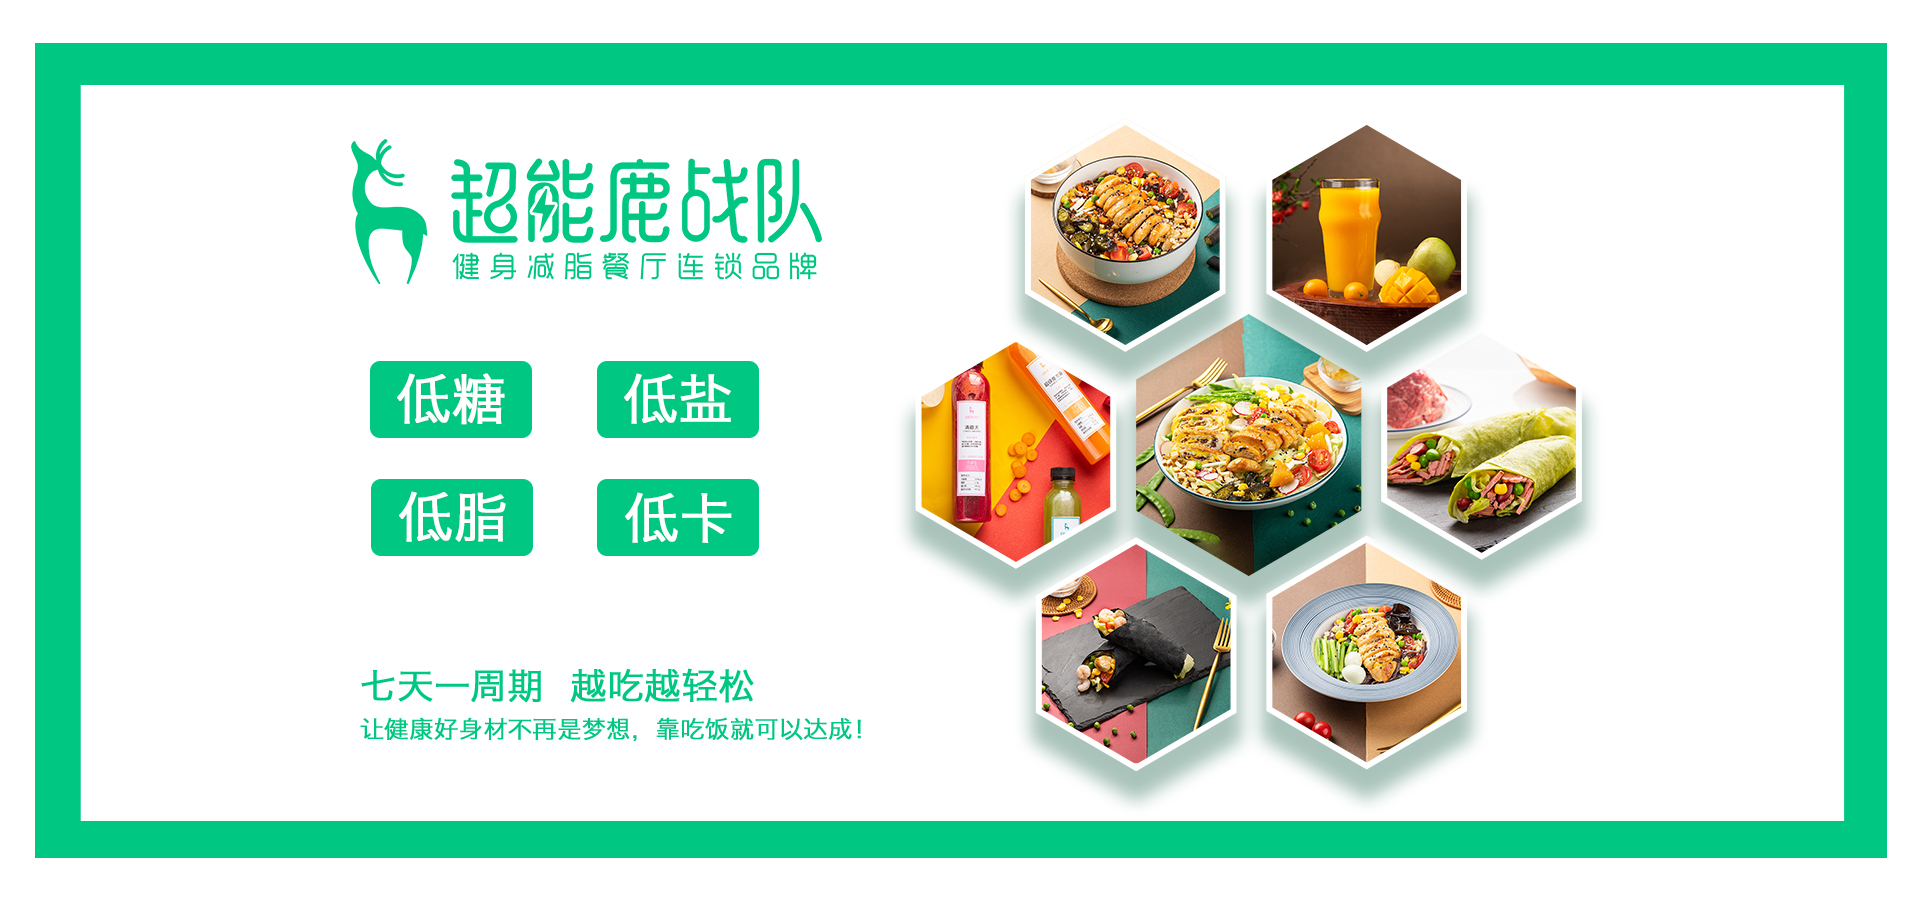 超能鹿战队
健身减脂餐厅连锁品牌
低糖
低盐
低脂
低卡
七天一周期 越吃越轻松
让健康好身材不再是梦想，靠吃饭就可以达成！